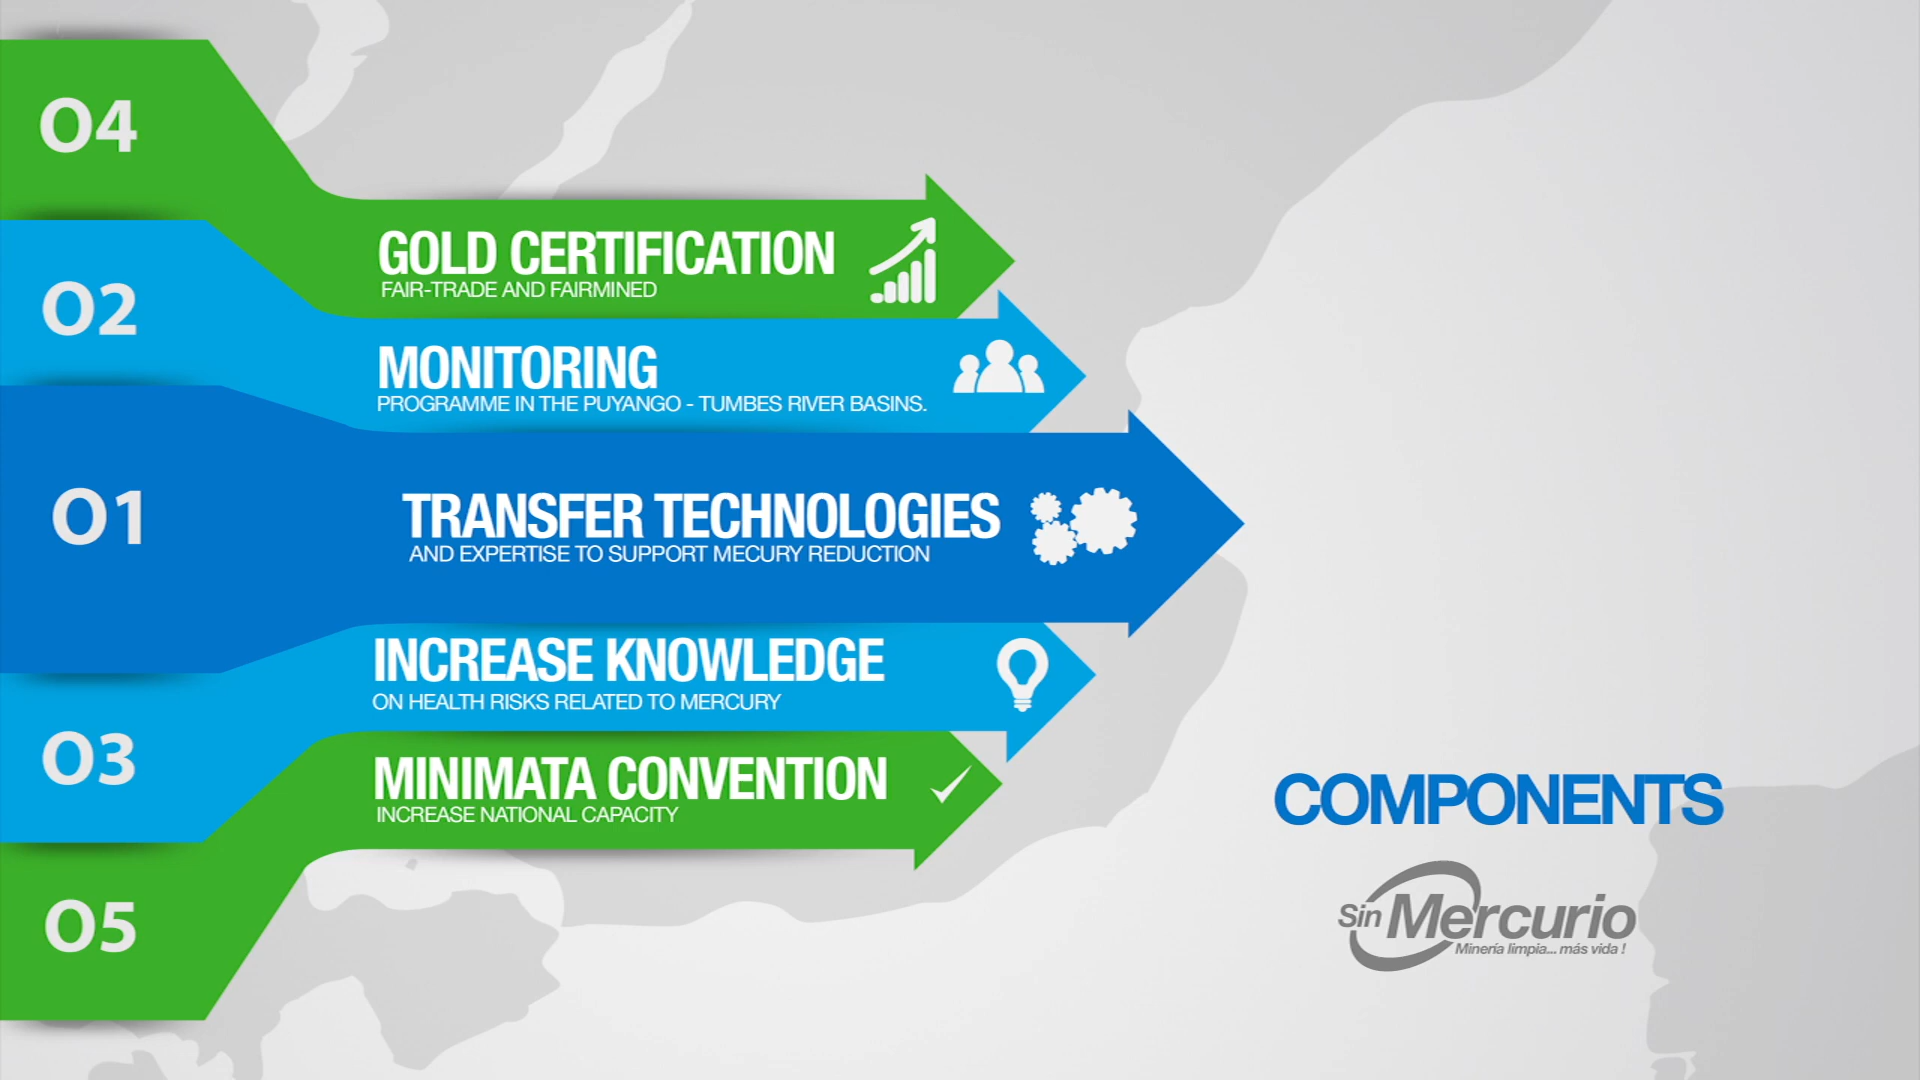 04
GOLD CERTIFICATION
FAIR-TRADE AND FAIRMINED
02
MONITORING
PROGRAMME IN THE PUYANGO - TUMBES RIVER BASINS.
01
TRANSFER TECHNOLOGIES
AND EXPERTISE TO SUPPORT MECURY REDUCTION
03
INCREASE KNOWLEDGE
ON HEALTH RISKS RELATED TO MERCURY
05
MINIMATA CONVENTION
INCREASE NATIONAL CAPACITY
COMPONENTS
Sin Mercurio
Minería limpia... más vida !